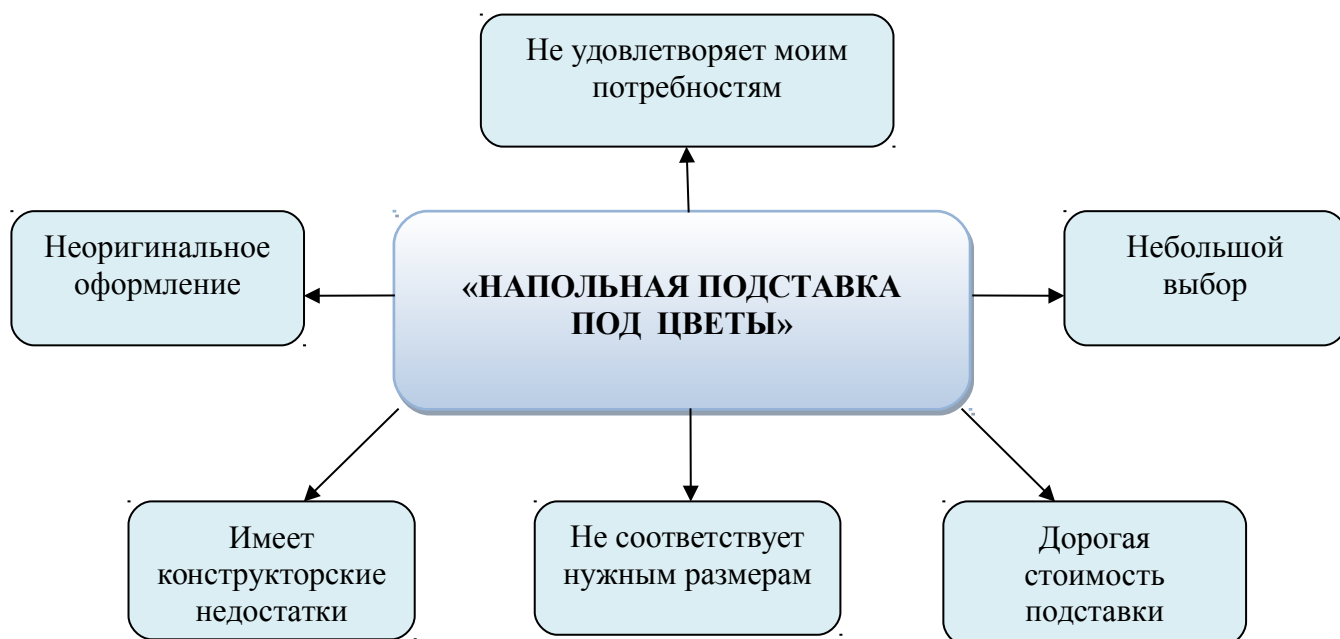 Не удовлетворяет моим
потребностям
Неоригинальное
оформление
«НАПОЛЬНАЯ ПОДСТАВКА
ПОД ЦВЕТЫ»
Небольшой
выбор
Имеет
конструкторские
недостатки
Не соответствует
нужным размерам
Дорогая
стоимость
подставки